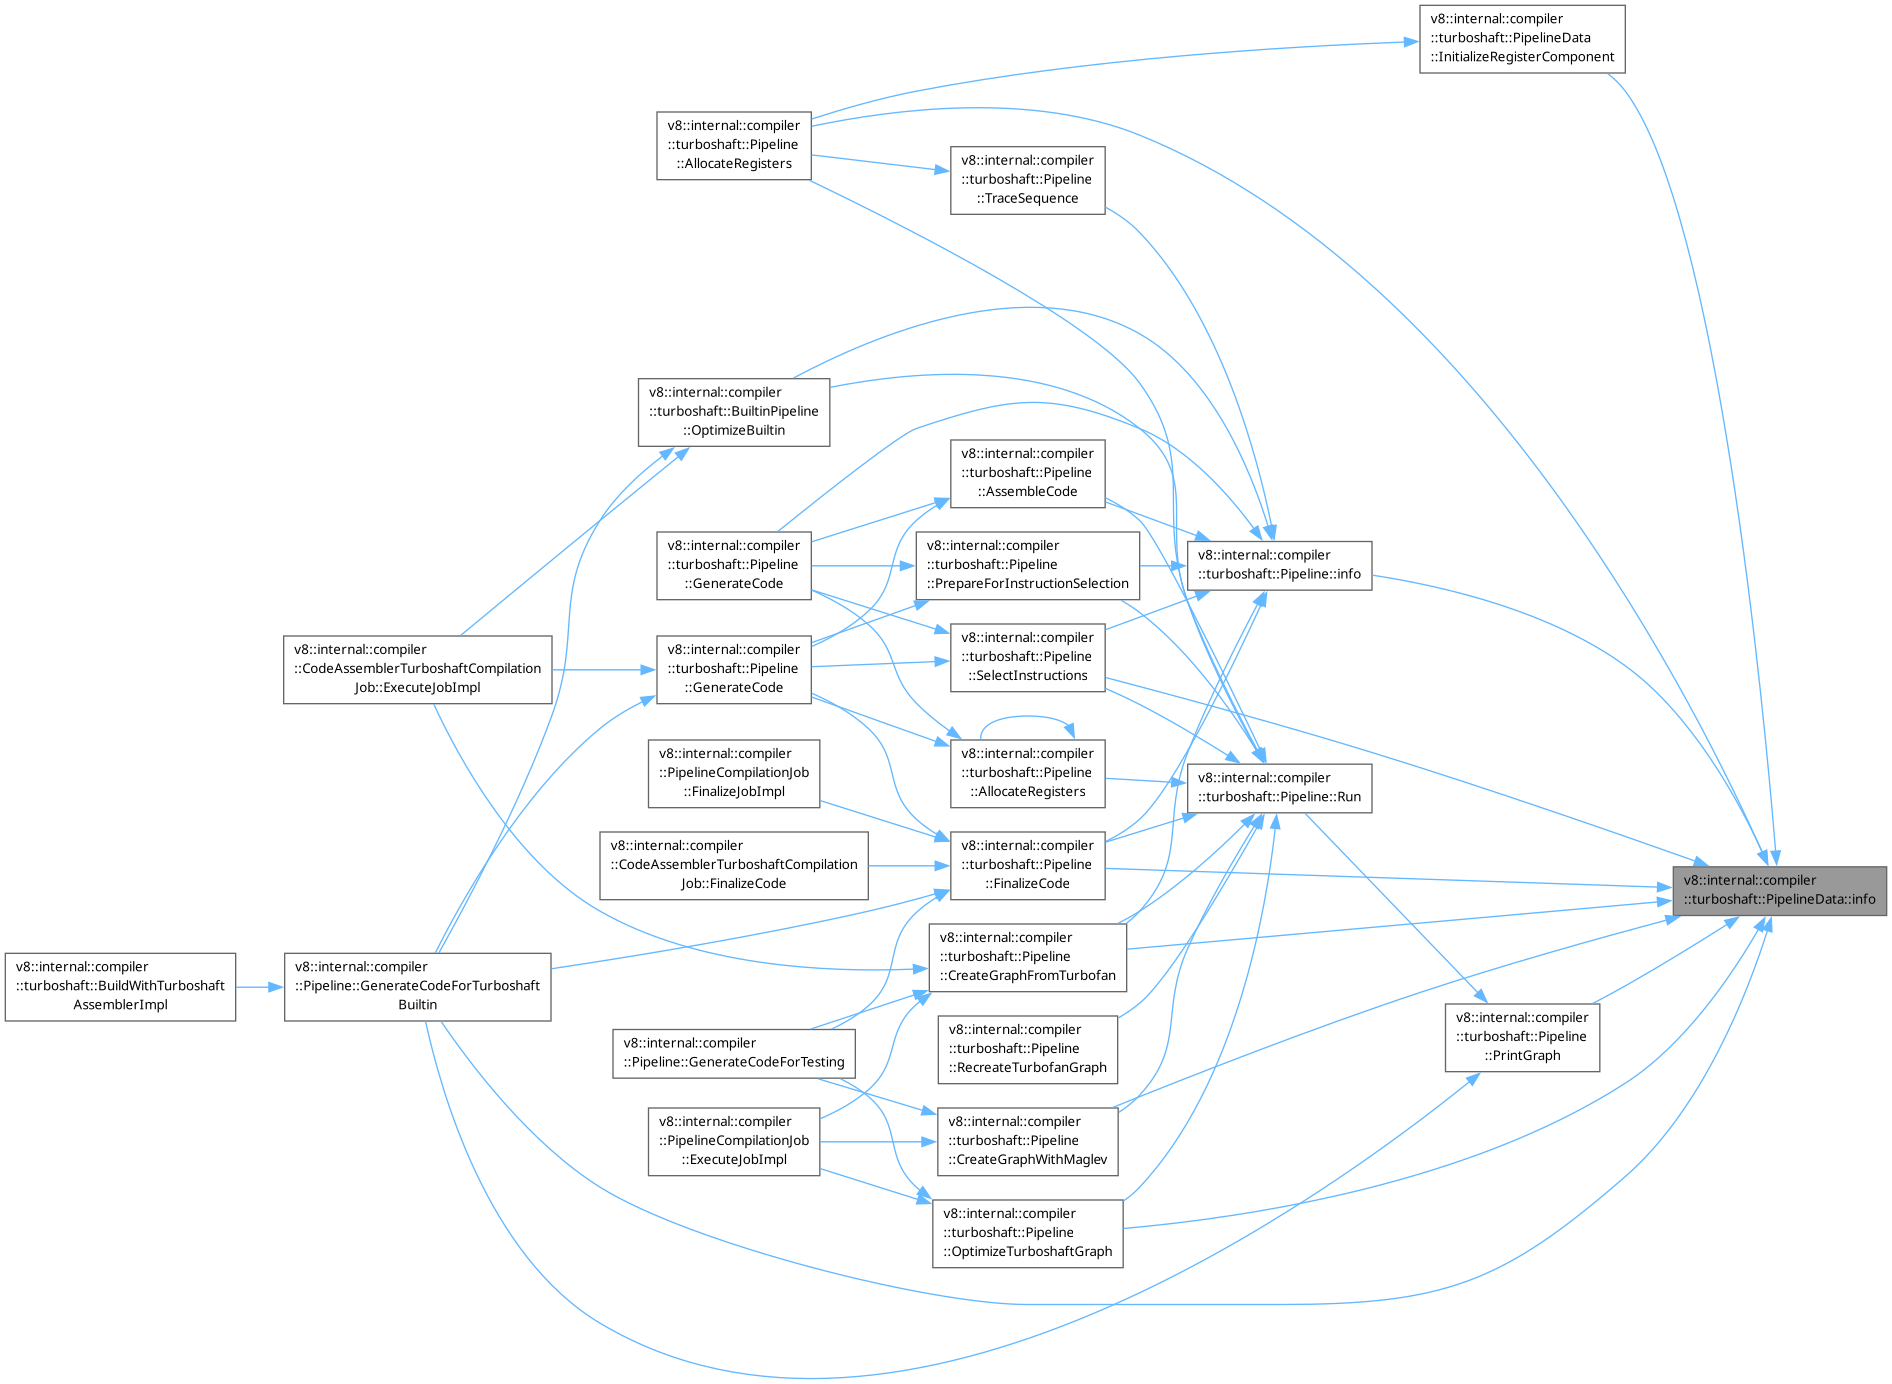 v8::internal::compiler
::turboshaft::PipelineData
::InitializeRegisterComponent
v8::internal::compiler
::turboshaft::Pipeline
::AllocateRegisters
v8::internal::compiler
::turboshaft::Pipeline
::TraceSequence
v8::internal::compiler
::turboshaft::BuiltinPipeline
::OptimizeBuiltin
v8::internal::compiler
::turboshaft::Pipeline
::AssembleCode
v8::internal::compiler
::turboshaft::Pipeline
::GenerateCode
v8::internal::compiler
::turboshaft::Pipeline
::PrepareForInstructionSelection
v8::internal::compiler
::turboshaft::Pipeline::info
v8::internal::compiler
::CodeAssemblerTurboshaftCompilation
Job::ExecuteJobImpl
v8::internal::compiler
::turboshaft::Pipeline
::GenerateCode
v8::internal::compiler
::turboshaft::Pipeline
::SelectInstructions
v8::internal::compiler
::PipelineCompilationJob
::FinalizeJobImpl
v8::internal::compiler
::turboshaft::Pipeline
::AllocateRegisters
v8::internal::compiler
::turboshaft::Pipeline::Run
v8::internal::compiler
::CodeAssemblerTurboshaftCompilation
Job::FinalizeCode
v8::internal::compiler
::turboshaft::Pipeline
::FinalizeCode
v8::internal::compiler
::turboshaft::PipelineData::info
v8::internal::compiler
::turboshaft::BuildWithTurboshaft
AssemblerImpl
v8::internal::compiler
::Pipeline::GenerateCodeForTurboshaft
Builtin
v8::internal::compiler
::turboshaft::Pipeline
::CreateGraphFromTurbofan
v8::internal::compiler
::Pipeline::GenerateCodeForTesting
v8::internal::compiler
::turboshaft::Pipeline
::RecreateTurbofanGraph
v8::internal::compiler
::turboshaft::Pipeline
::PrintGraph
v8::internal::compiler
::PipelineCompilationJob
::ExecuteJobImpl
v8::internal::compiler
::turboshaft::Pipeline
::CreateGraphWithMaglev
v8::internal::compiler
::turboshaft::Pipeline
::OptimizeTurboshaftGraph